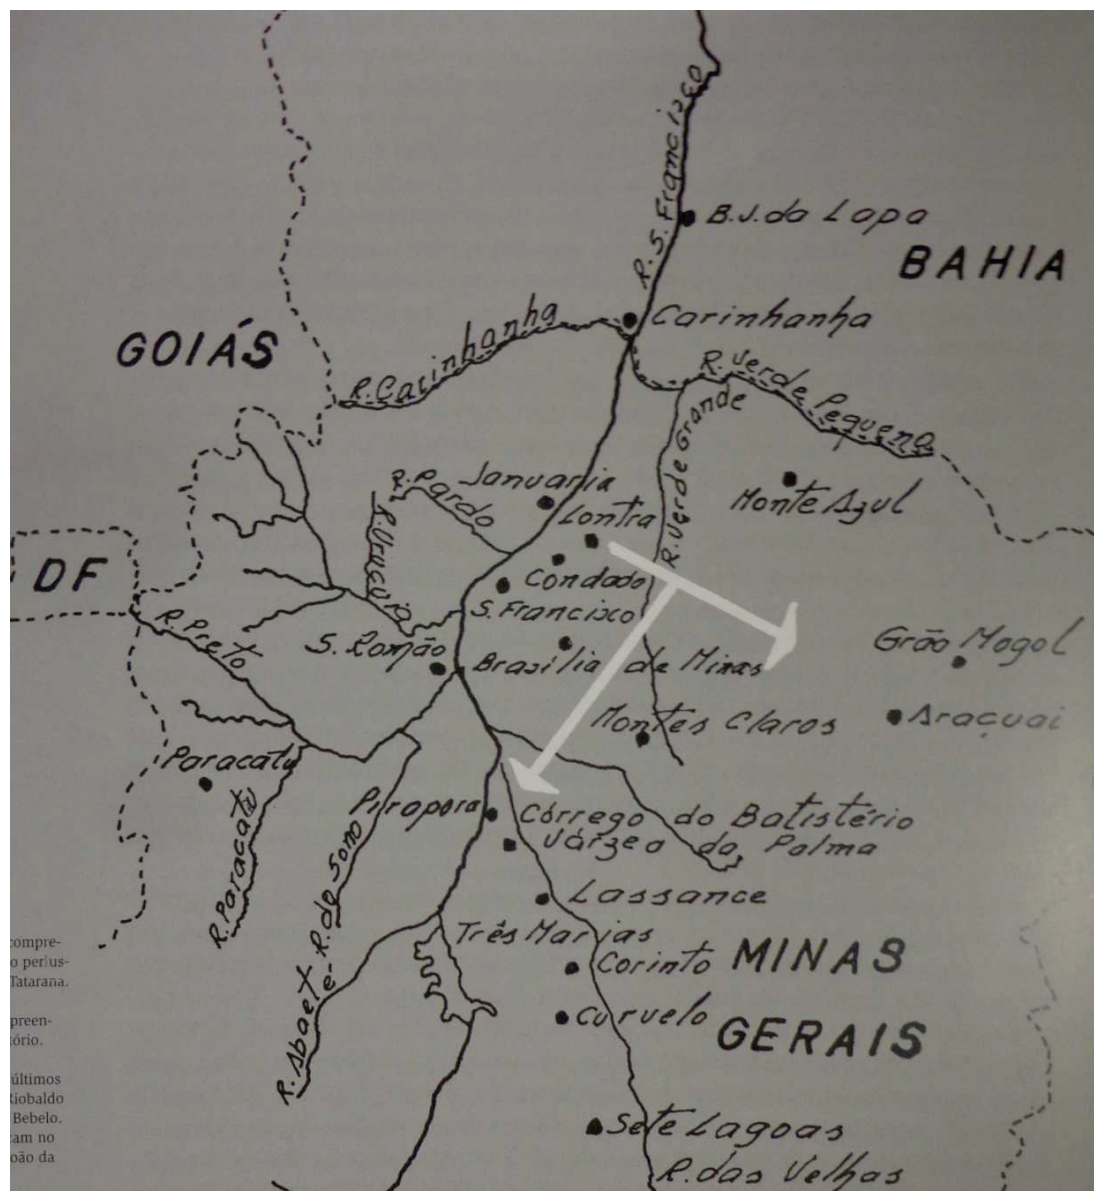 R. S. Francisco
B.J. da Lapa
BAHIA
Carinhanha
GOIÁS
R. Carinhanha
R. Verde Pequeno
R. Verde Grande
Januaria
R. Pardo
Lontra
Monte Azul
R. Urucuia
DF
Condado
S. Francisco
R. Preto
S. Romão
Brasilia de Minas
Grão Mogol
Montes Claros
Araçuai
Paracatu
Pirapora
Córrego do Batistério
Várzea da Palma
R. Paracatu
R. de Sono
Lassance
Três Marias
Corinto
MINAS
GERAIS
Curvelo
R. Abaeté
Sete Lagoas
R. das Velhas
compre-
o perlus-
Tatarana.
preen-
tório.
últimos
Riobaldo
Bebelo.
cam no
oão da